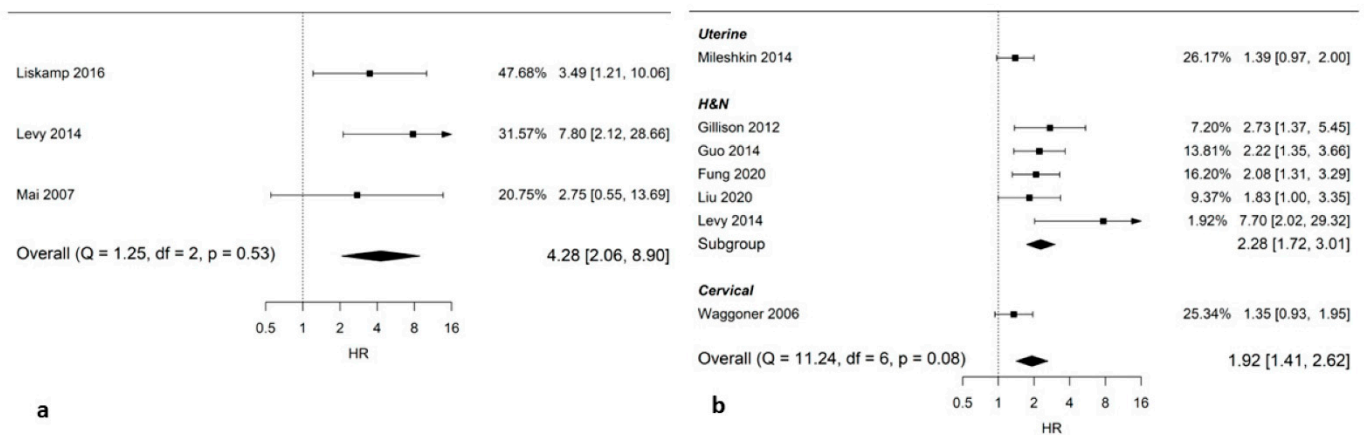 Liskamp 2016 47.68% 3.49 [1.21, 10.06]
Levy 2014 31.57% 7.80 [2.12, 28.66]
Mai 2007 20.75% 2.75 [0.55, 13.69]
Overall (Q = 1.25, df = 2, p = 0.53) 4.28 [2.06, 8.90]
0.5 1 2 4 8 16
HR
a
Uterine
Mileshkin 2014 26.17% 1.39 [0.97, 2.00]
H&N
Gillison 2012 7.20% 2.73 [1.37, 5.45]
Guo 2014 13.81% 2.22 [1.35, 3.66]
Fung 2020 16.20% 2.08 [1.31, 3.29]
Liu 2020 9.37% 1.83 [1.00, 3.35]
Levy 2014 1.92% 7.70 [2.02, 29.32]
Subgroup 2.28 [1.72, 3.01]
Cervical
Waggoner 2006 25.34% 1.35 [0.93, 1.95]
Overall (Q = 11.24, df = 6, p = 0.08) 1.92 [1.41, 2.62]
0.5 1 2 4 8 16
HR
b